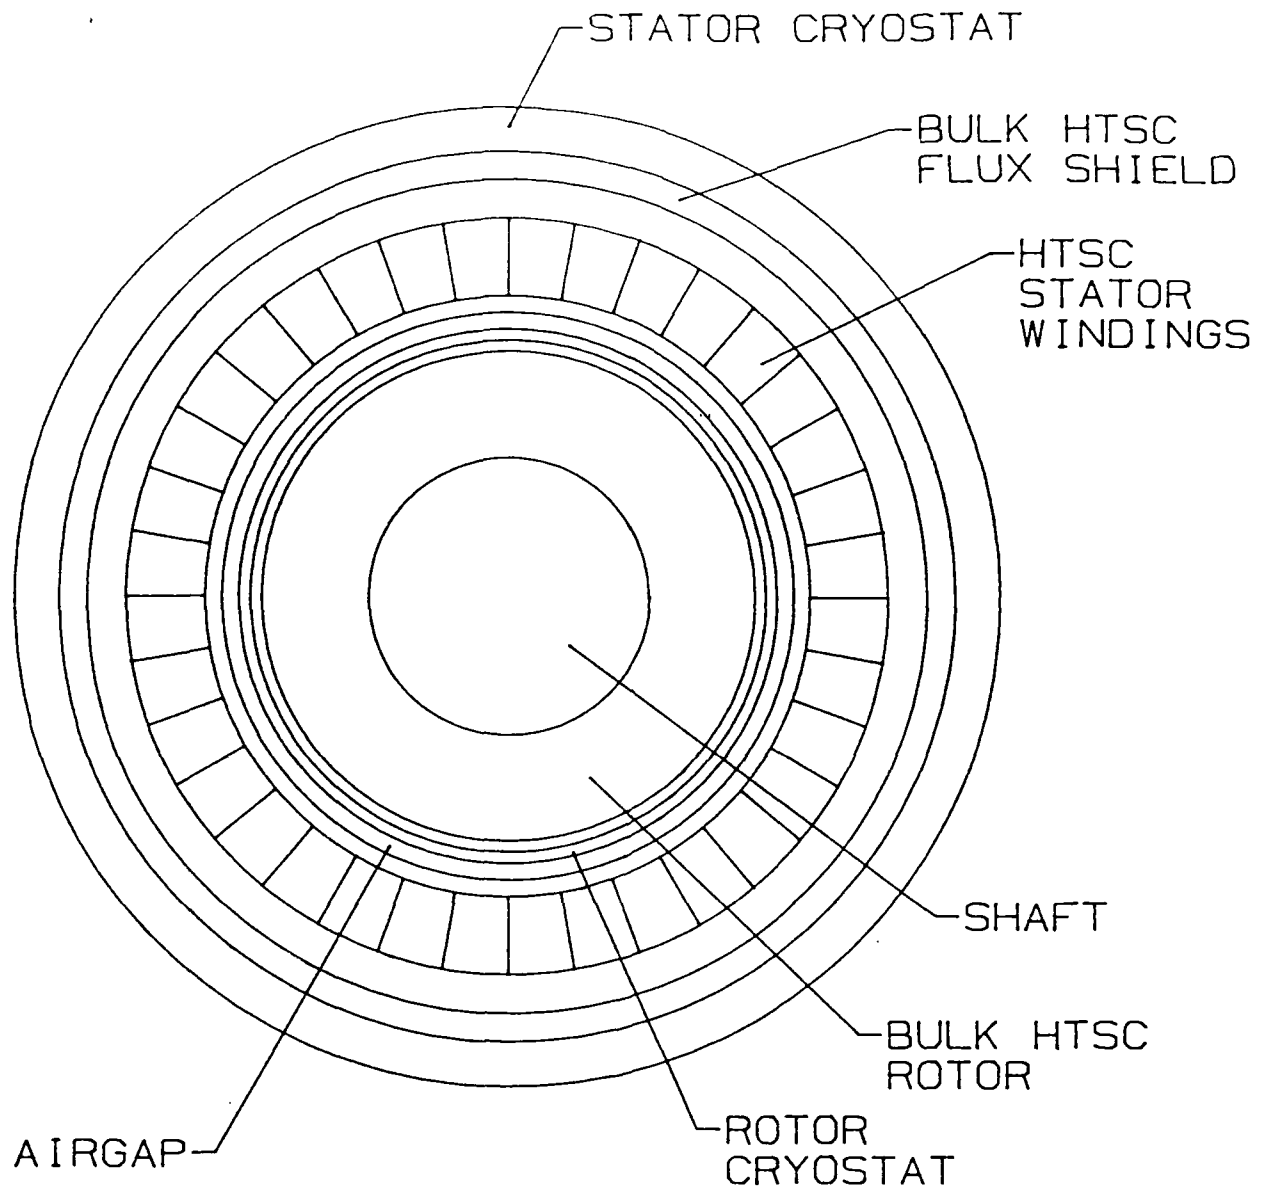 STATOR CRYOSTAT
BULK HTSC
FLUX SHIELD
HTSC
STATOR
WINDINGS
SHAFT
BULK HTSC
ROTOR
ROTOR
CRYOSTAT
AIRGAP